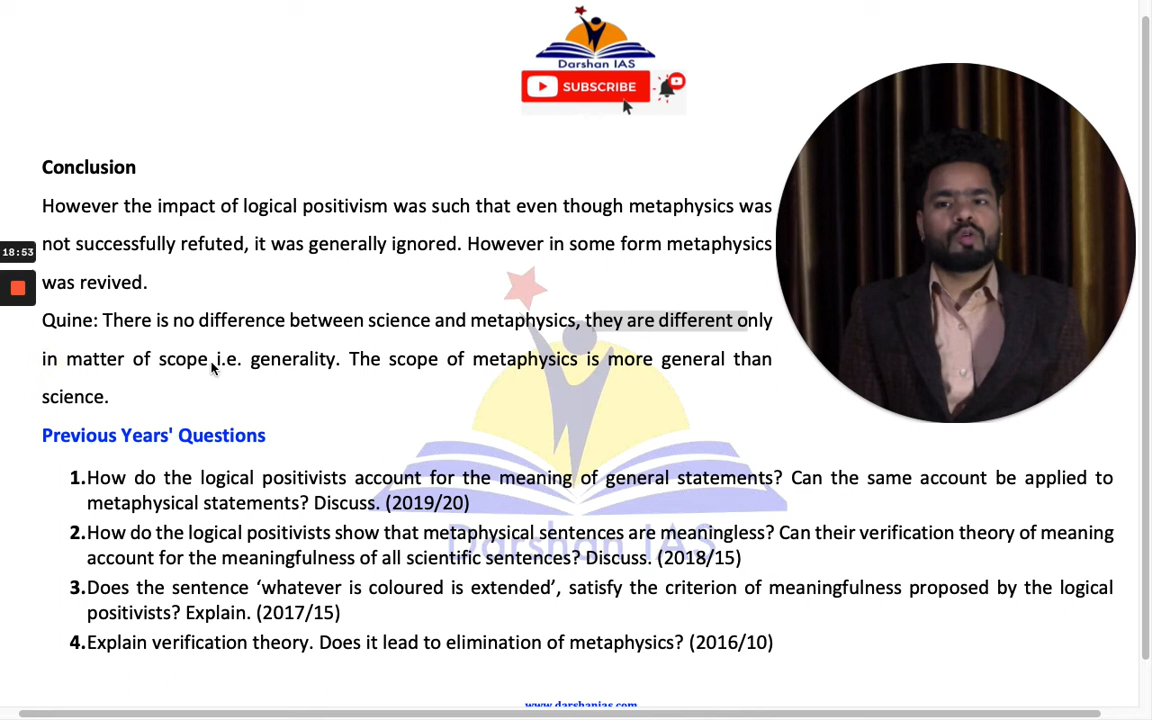 Darshan IAS
SUBSCRIBE
Conclusion
However the impact of logical positivism was such that even though metaphysics was
not successfully refuted, it was generally ignored. However in some form metaphysics
was revived.
18:53
Quine: There is no difference between science and metaphysics, they are different only
in matter of scope i.e. generality. The scope of metaphysics is more general than
science.
Previous Years' Questions
1.How do the logical positivists account for the meaning of general statements? Can the same account be applied to
metaphysical statements? Discuss. (2019/20)
2.How do the logical positivists show that metaphysical sentences are meaningless? Can their verification theory of meaning
account for the meaningfulness of all scientific sentences? Discuss. (2018/15)
Darshan IAS
3.Does the sentence ‘whatever is coloured is extended’, satisfy the criterion of meaningfulness proposed by the logical
positivists? Explain. (2017/15)
4.Explain verification theory. Does it lead to elimination of metaphysics? (2016/10)
www.darshanias.com